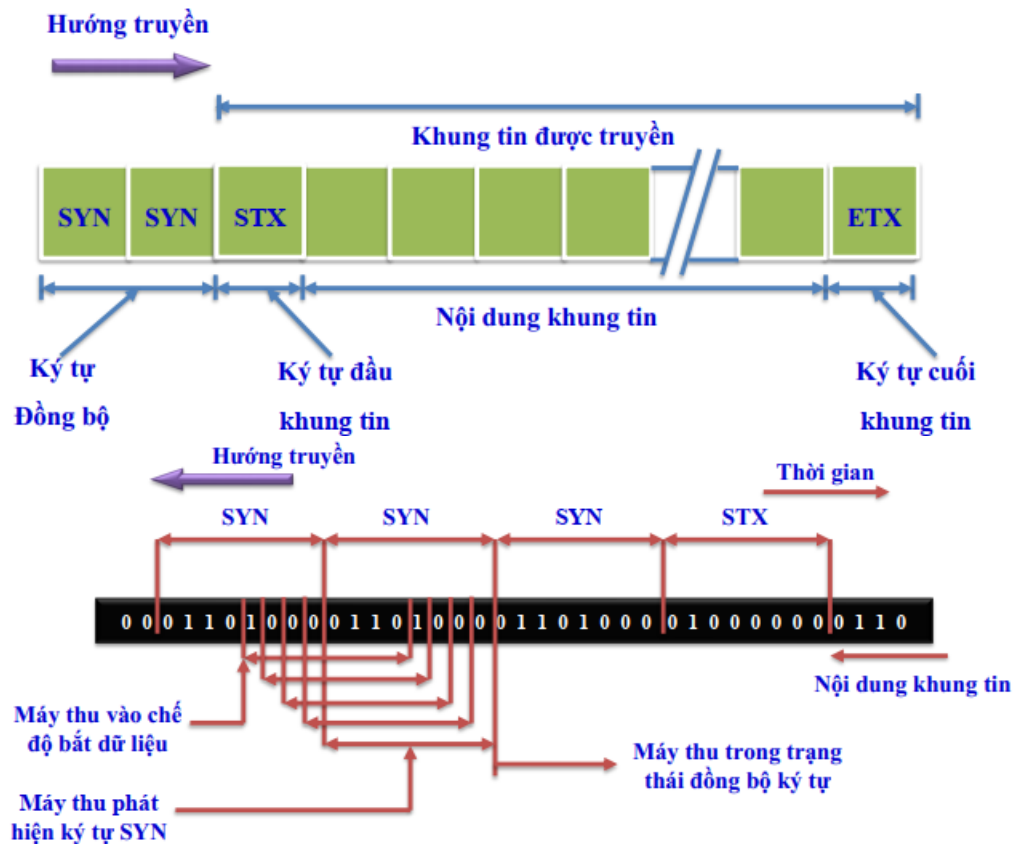 Hướng truyền
Khung tin được truyền
SYN SYN STX ETX
Nội dung khung tin
Ký tự
Đồng bộ
Ký tự đầu
khung tin
Ký tự cuối
khung tin
Hướng truyền
Thời gian
SYN SYN SYN STX
0 0 0 1 1 0 1 0 0 0 0 1 1 0 1 0 0 0 0 1 1 0 1 0 0 0 0 1 0 0 0 0 0 0 0 1 1 0
Nội dung khung tin
Máy thu vào chế
độ bắt dữ liệu
Máy thu trong trạng
thái đồng bộ ký tự
Máy thu phát
hiện ký tự SYN